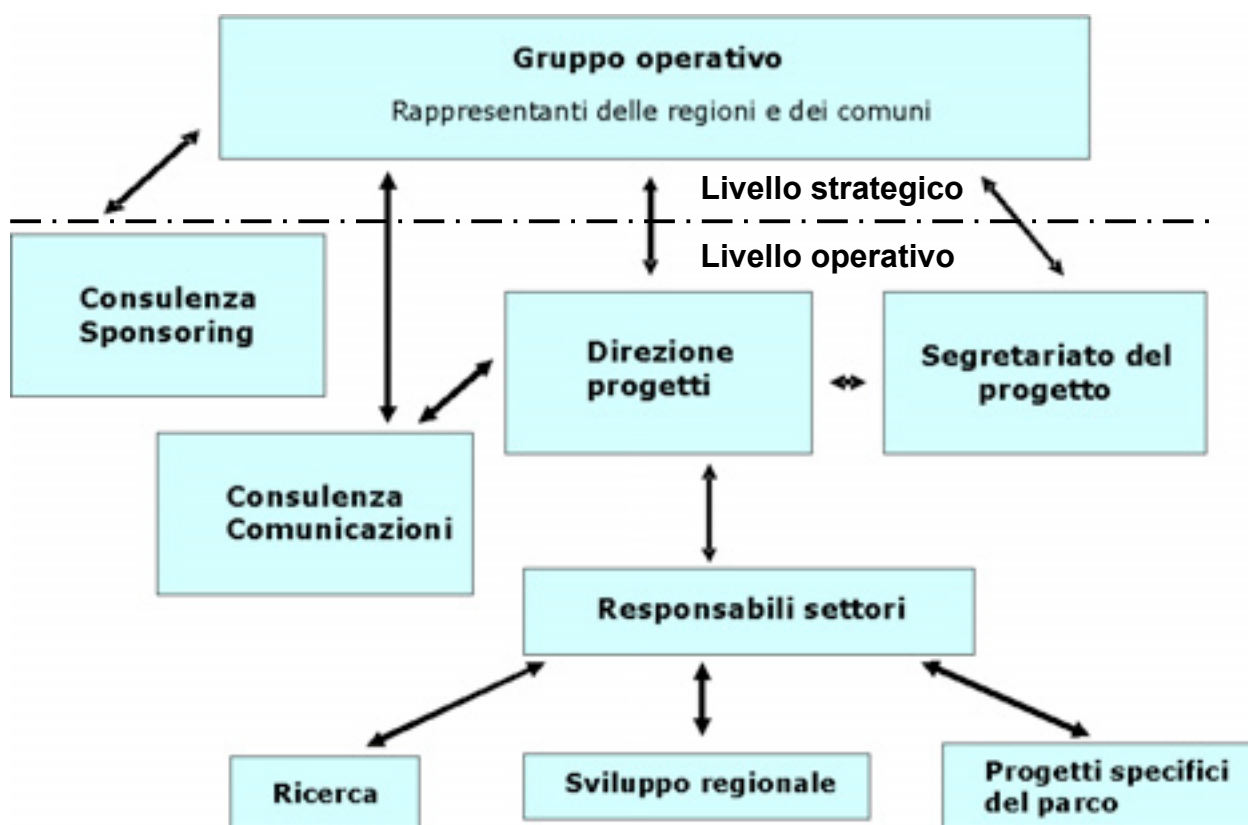 Gruppo operativo
Rappresentanti delle regioni e dei comuni
Livello strategico
Livello operativo
Consulenza
Sponsoring
Direzione
progetti
Segretariato del
progetto
Consulenza
Comunicazioni
Responsabili settori
Ricerca
Sviluppo regionale
Progetti specifici
del parco